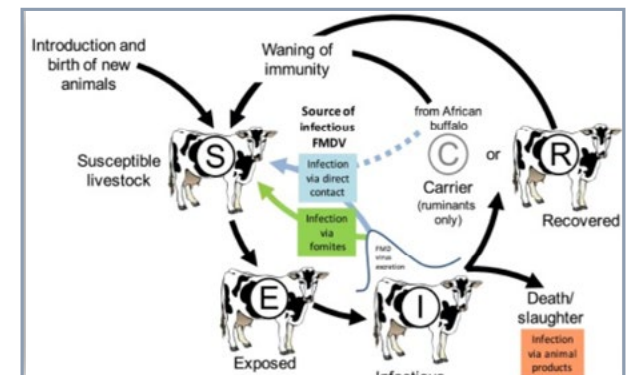 Introduction and
birth of new
animals
Waning of
immunity
Source of
infectious
FMDV
from African
buffalo
S
Susceptible
livestock
Infection
via direct
contact
C
or
R
Carrier
(ruminants
only)
Recovered
Infection
via
fomites
FMD
virus
excretion
E
I
Death/
slaughter
Exposed
Infection
via animal
products